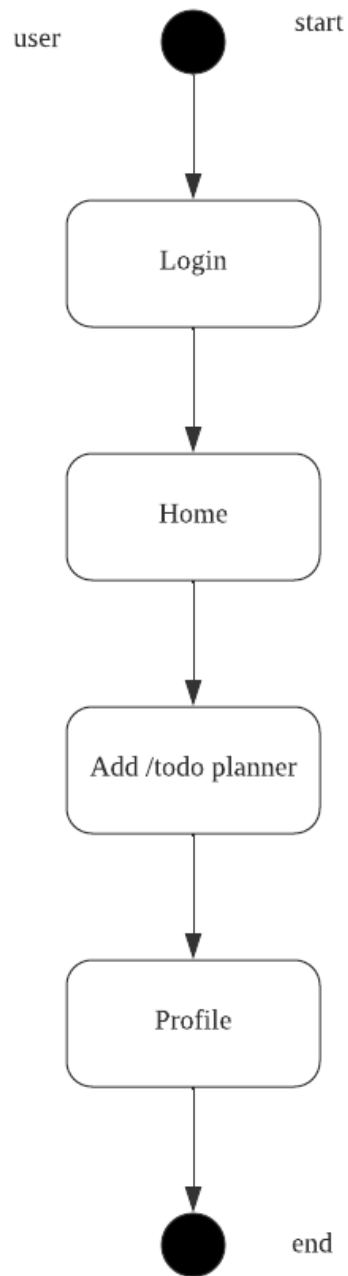 user
start
Login
Home
Add /todo planner
Profile
end